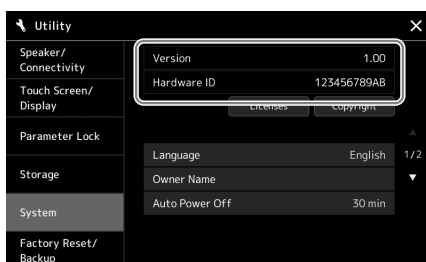 Utility
Speaker/
Connectivity
Touch Screen/
Display
Parameter Lock
Storage
System
Factory Reset/
Backup
Version 1.00
Hardware ID 123456789AB
Licenses Copyright
Language English 1/2
Owner Name
Auto Power Off 30 min